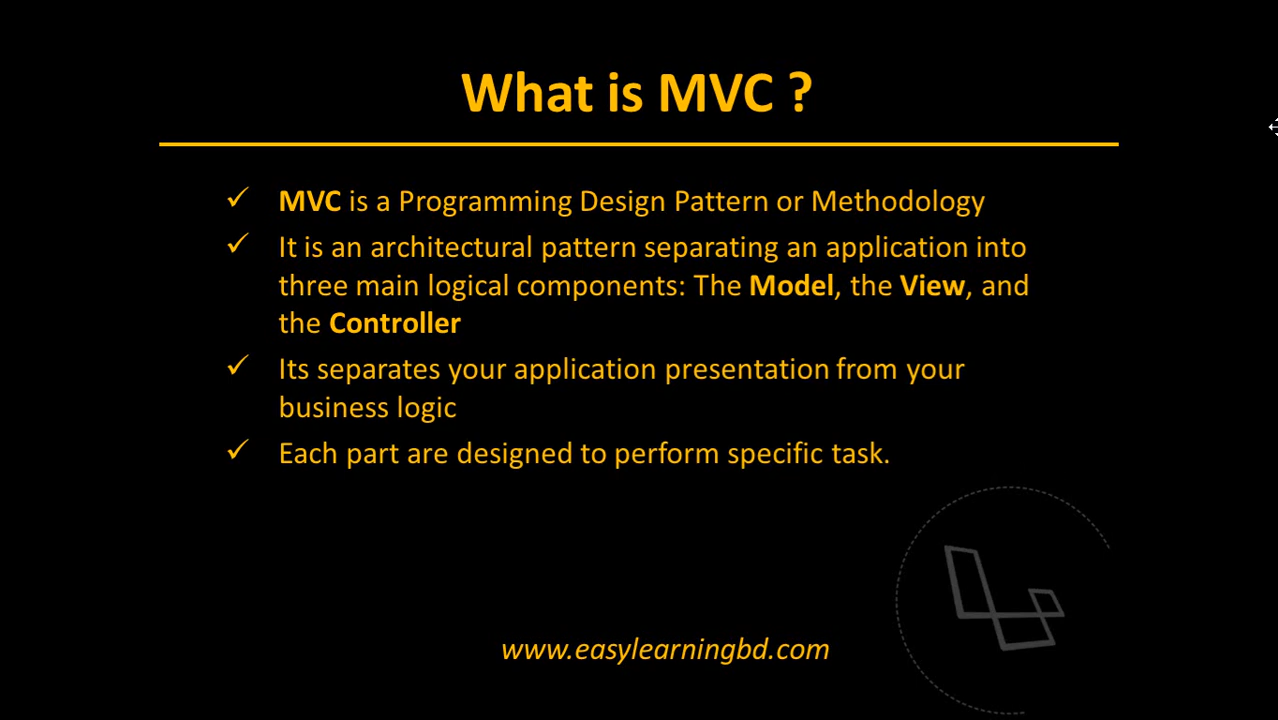 What is MVC ?
✓ MVC is a Programming Design Pattern or Methodology
✓ It is an architectural pattern separating an application into
three main logical components: The Model, the View, and
the Controller
✓ Its separates your application presentation from your
business logic
✓ Each part are designed to perform specific task.
www.easylearningbd.com